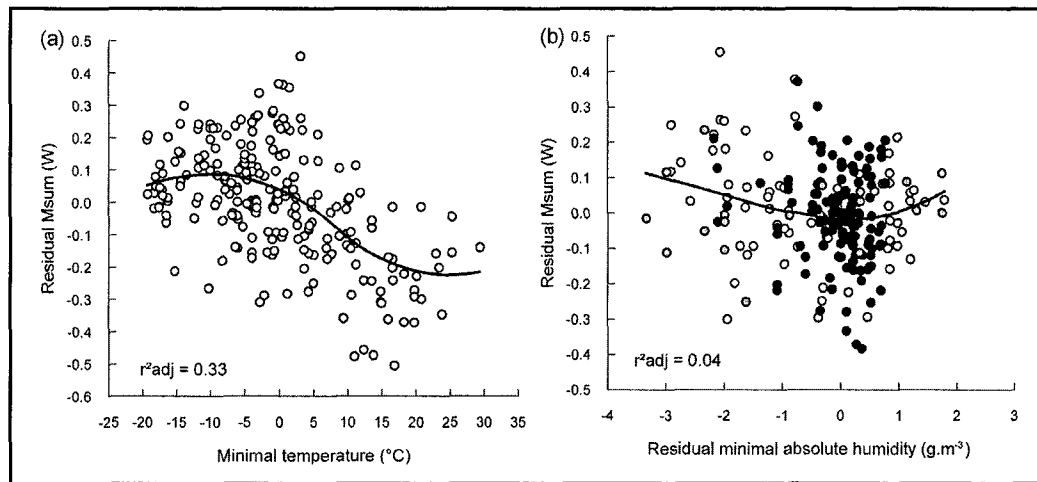 (a)
0.5
0.4
0.3
0.2
0.1
0.0
-0.1
-0.2
-0.3
-0.4
-0.5
-0.6
Residual Msum (W)
r²adj = 0.33
-20 -15 -10 -5 0 5 10 15 20 25 30 35
Minimal temperature (°C)
(b)
0.5
0.4
0.3
0.2
0.1
0.0
-0.1
-0.2
-0.3
-0.4
-0.5
Residual Msum (W)
r²adj = 0.04
-4 -3 -2 -1 0 1 2 3
Residual minimal absolute humidity (g.m⁻³)